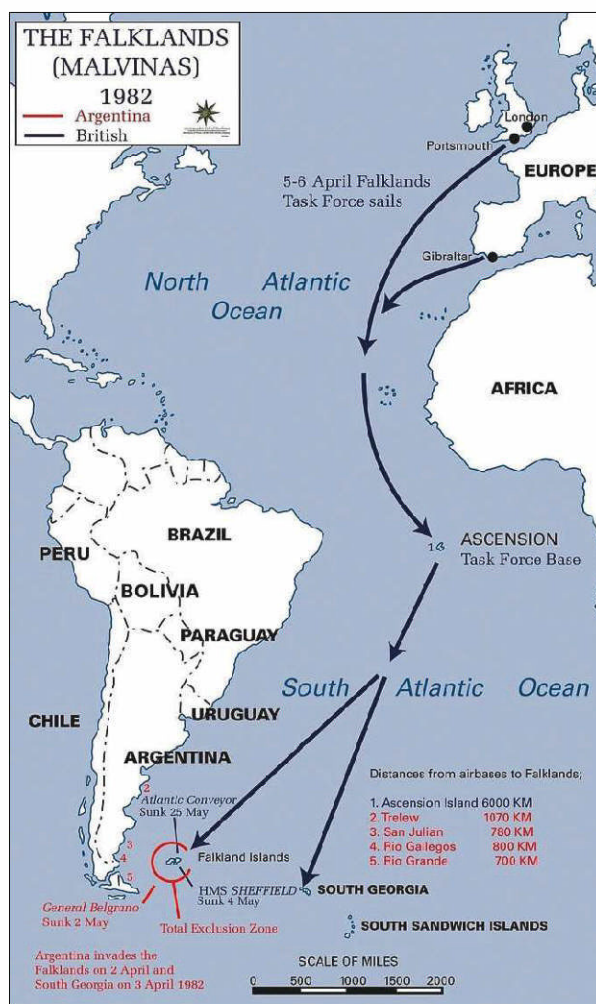 THE FALKLANDS
(MALVINAS)
1982
Argentina
British
London
Portsmouth
EUROPE
5-6 April Falklands
Task Force sails
Gibraltar
North Atlantic
Ocean
AFRICA
BRAZIL
PERU
ASCENSION
Task Force Base
1
BOLIVIA
PARAGUAY
South Atlantic Ocean
CHILE
URUGUAY
ARGENTINA
Distances from airbases to Falklands;
1. Ascension Island 6000 KM
2. Trelew 1070 KM
3. San Julian 760 KM
4. Rio Gallegos 800 KM
5. Rio Grande 700 KM
2
Atlantic Conveyor
Sunk 25 May
3
4
5
Falkland Islands
HMS SHEFFIELD
Sunk 4 May
SOUTH GEORGIA
General Belgrano
Sunk 2 May
Total Exclusion Zone
SOUTH SANDWICH ISLANDS
Argentina invades the
Falklands on 2 April and
South Georgia on 3 April 1982
SCALE OF MILES
0 500 1000 1500 2000